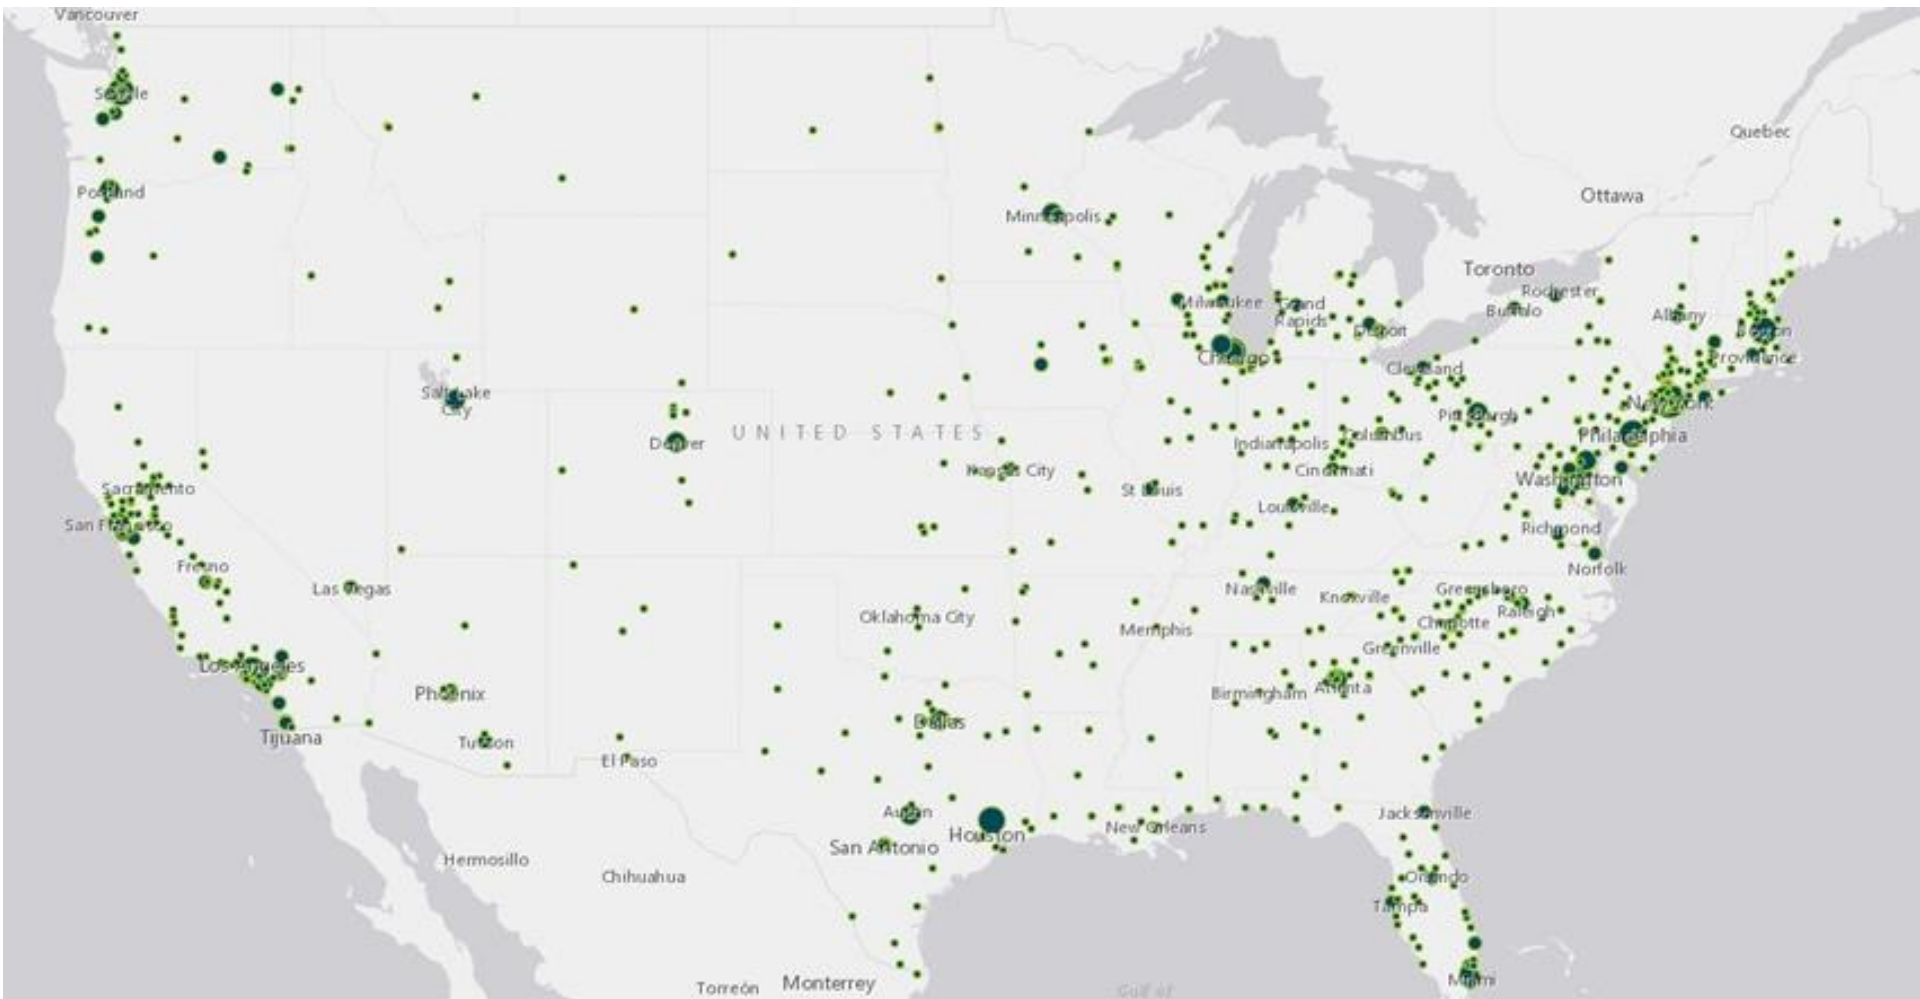 Vancouver
Seattle
Quebec
Portland
Ottawa
Minneapolis
Toronto
Rochester
Milwaukee
Grand
Rapids
Buffalo
Albany
Detroit
Boston
Chicago
Providence
Cleveland
Salt Lake
City
New York
Pittsburgh
Denver
UNITED STATES
Indianapolis
Columbus
Philadelphia
Kansas City
Cincinnati
Sacramento
St Louis
Washington
Louisville
San Francisco
Richmond
Fresno
Norfolk
Las Vegas
Nashville
Knoxville
Greensboro
Oklahoma City
Raleigh
Memphis
Charlotte
Greenville
Los Angeles
Phoenix
Birmingham
Atlanta
Dallas
Tijuana
Tucson
El Paso
Austin
Jacksonville
New Orleans
Houston
San Antonio
Hermosillo
Chihuahua
Orlando
Tampa
Miami
Monterrey
Torreón
Gulf of